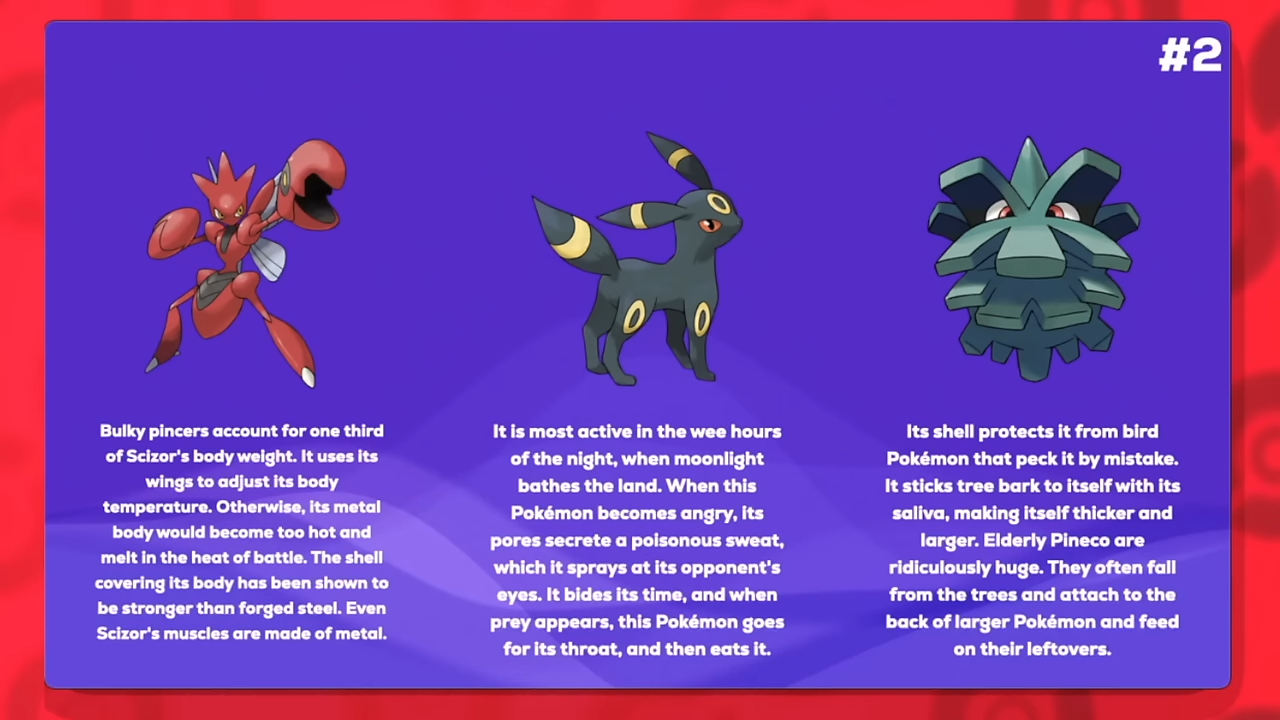 #2
Bulky pincers account for one third
of Scizor's body weight. It uses its
wings to adjust its body
temperature. Otherwise, its metal
body would become too hot and
melt in the heat of battle. The shell
covering its body has been shown to
be stronger than forged steel. Even
Scizor's muscles are made of metal.
It is most active in the wee hours
of the night, when moonlight
bathes the land. When this
Pokémon becomes angry, its
pores secrete a poisonous sweat,
which it sprays at its opponent's
eyes. It bides its time, and when
prey appears, this Pokémon goes
for its throat, and then eats it.
Its shell protects it from bird
Pokémon that peck it by mistake.
It sticks tree bark to itself with its
saliva, making itself thicker and
larger. Elderly Pineco are
ridiculously huge. They often fall
from the trees and attach to the
back of larger Pokémon and feed
on their leftovers.